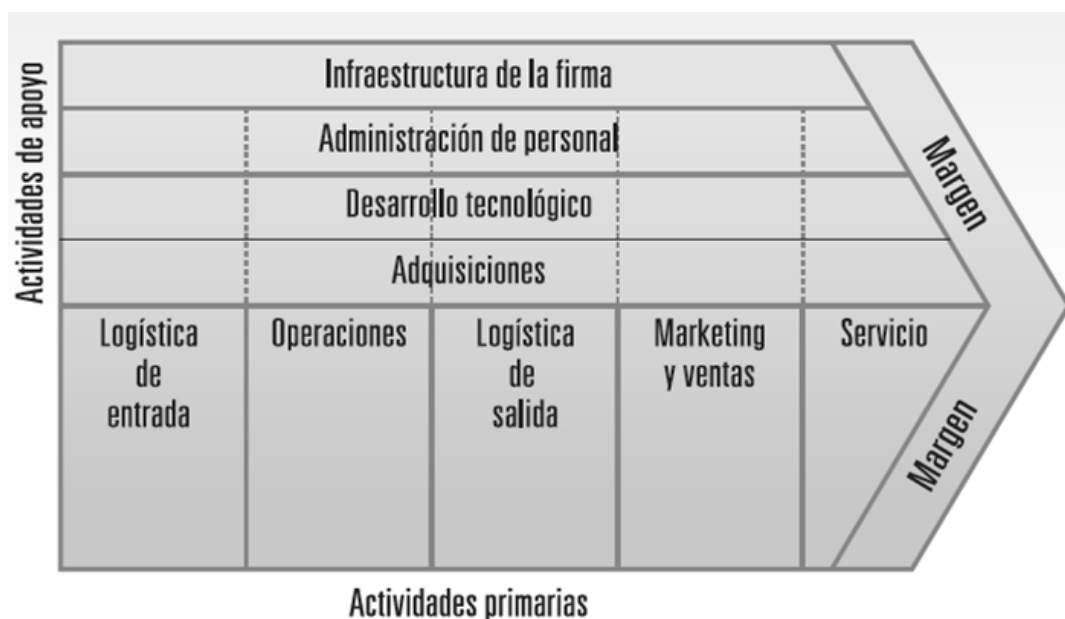 Actividades de apoyo
Infraestructura de la firma
Administración de personal
Desarrollo tecnológico
Adquisiciones
Logística
de
entrada
Operaciones
Logística
de
salida
Marketing
y ventas
Servicio
Margen
Margen
Actividades primarias